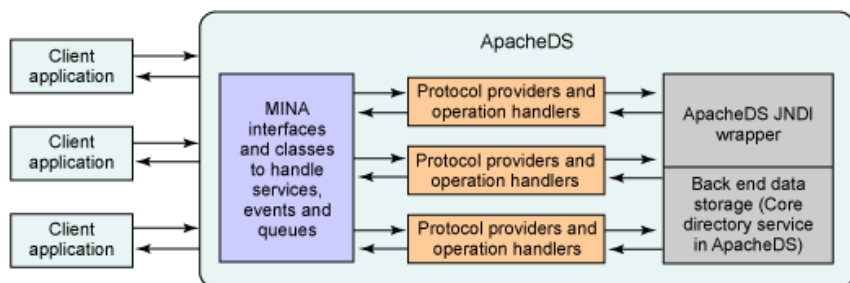 ApacheDS
Client
application
Client
application
Client
application
MINA
interfaces
and classes
to handle
services,
events and
queues
Protocol providers and
operation handlers
Protocol providers and
operation handlers
Protocol providers and
operation handlers
ApacheDS JNDI
wrapper
Back end data
storage (Core
directory service
in ApacheDS)